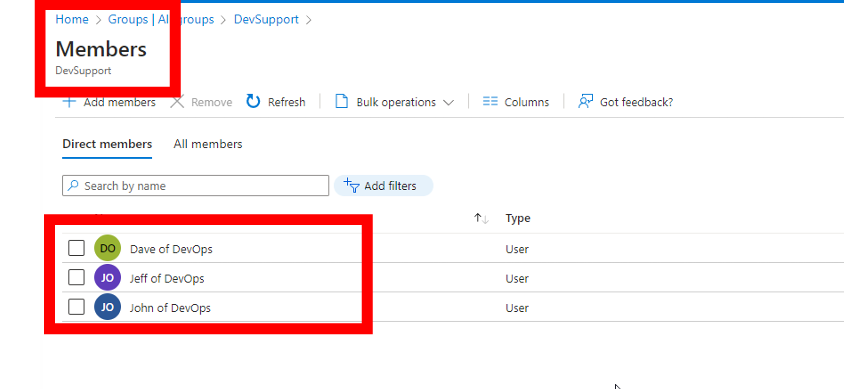 Home > Groups | All groups > DevSupport >
Members
DevSupport
Add members Remove Refresh Bulk operations Columns Got feedback?
Direct members All members
Search by name Add filters
Type
DO Dave of DevOps User
JO Jeff of DevOps User
JO John of DevOps User